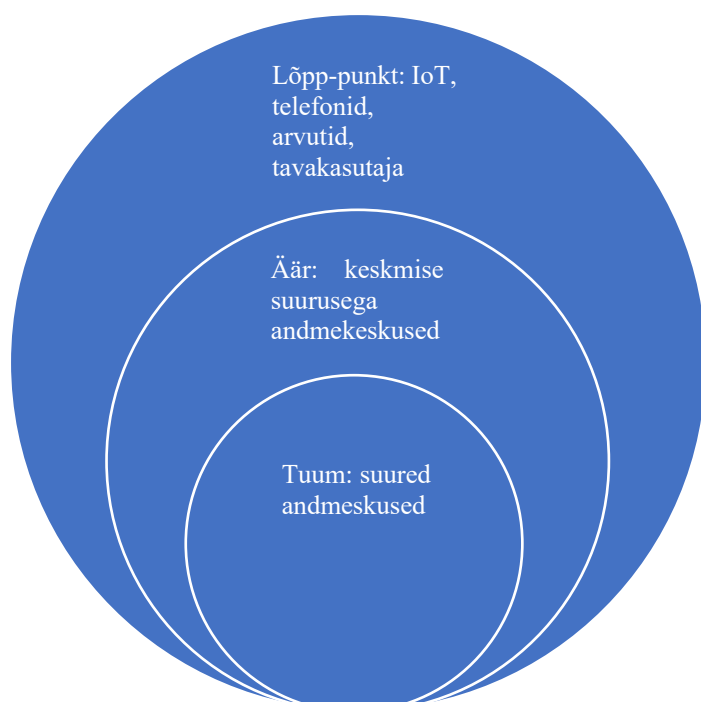 Lõpp-punkt: IoT,
telefonid,
arvutid,
tavakasutaja
Äär: keskmise
suurusega
andmekeskused
Tuum: suured
andmeskused